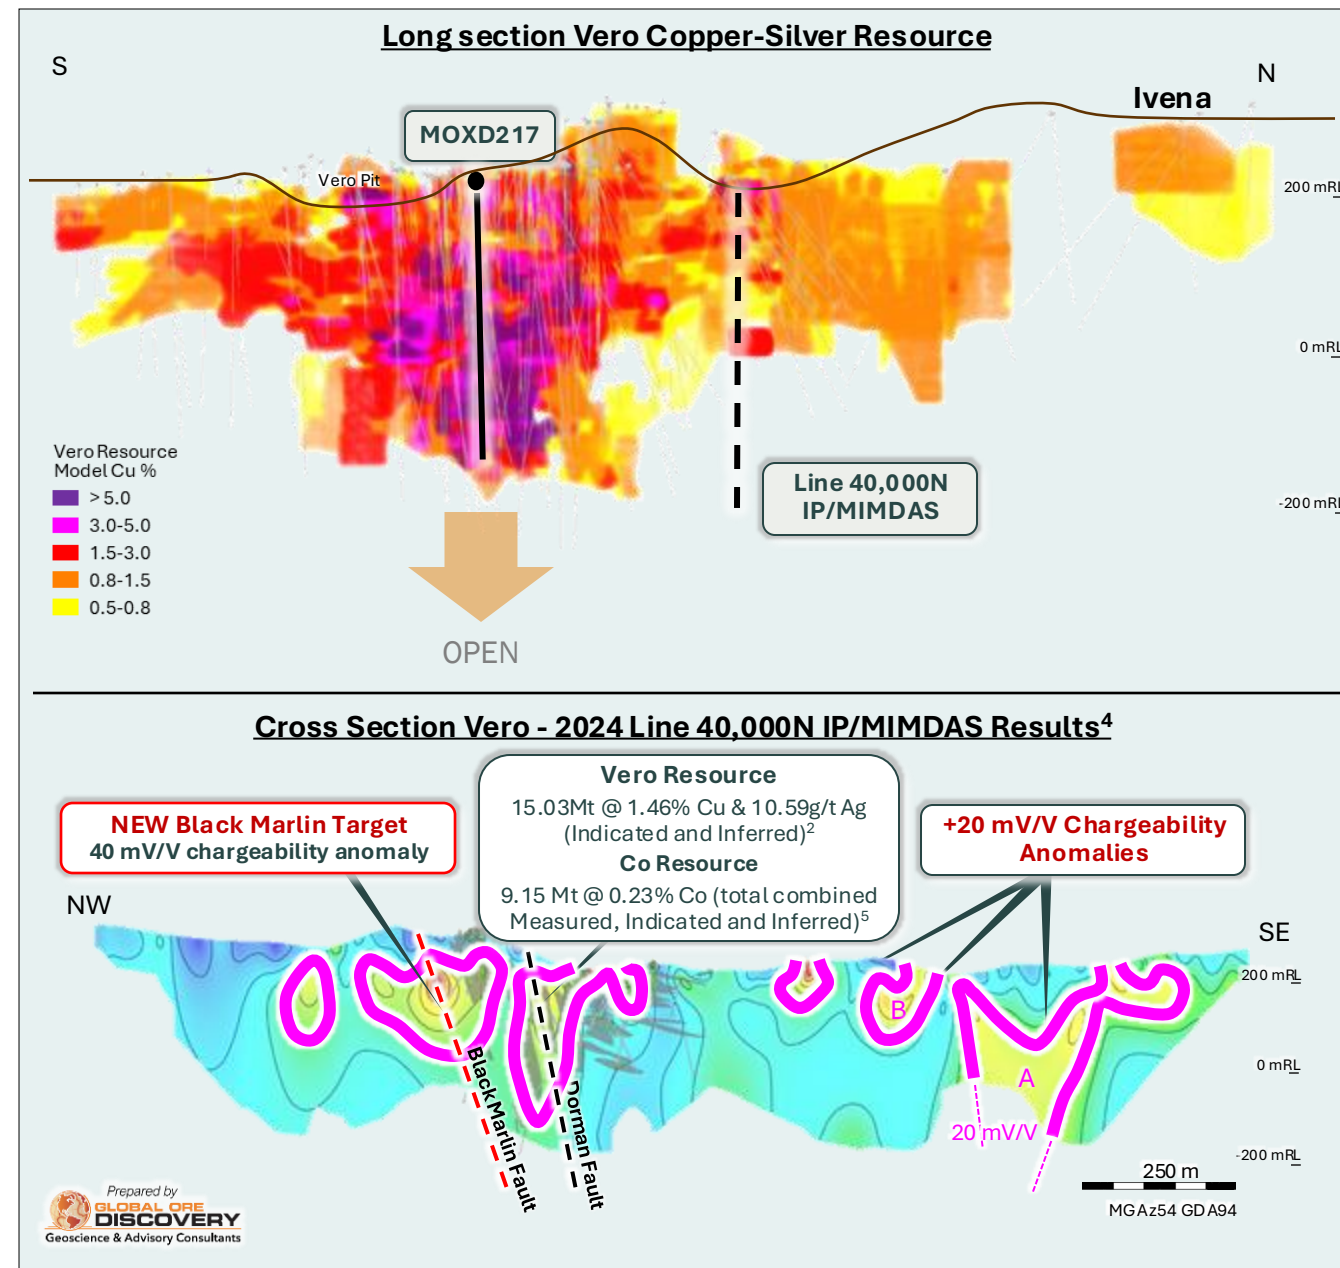 Long section Vero Copper-Silver Resource
S
N
Ivena
MOXD217
Vero Pit
200 mRL
0 mRL
-200 mRL
Line 40,000N
IP/MIMDAS
Vero Resource
Model Cu %
>5.0
3.0-5.0
1.5-3.0
0.8-1.5
0.5-0.8
OPEN
Cross Section Vero - 2024 Line 40,000N IP/MIMDAS Results⁴
Vero Resource
15.03Mt @ 1.46% Cu & 10.59g/t Ag
(Indicated and Inferred)²
Co Resource
9.15 Mt @ 0.23% Co (total combined
Measured, Indicated and Inferred)⁵
NEW Black Marlin Target
40 mV/V chargeability anomaly
+20 mV/V Chargeability
Anomalies
NW
SE
200 mRL
B
0 mRL
A
20 mV/V
Black Marlin Fault
Dorman Fault
-200 mRL
250 m
MGAz54 GDA94
Prepared by
GLOBAL ORE
DISCOVERY
Geoscience & Advisory Consultants